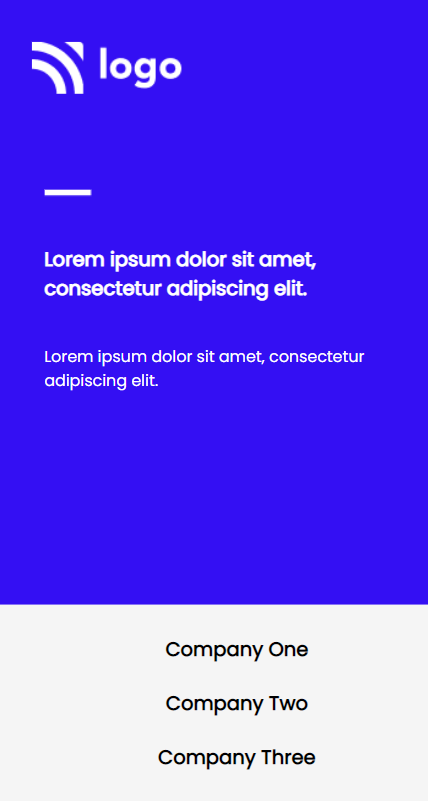 logo
Lorem ipsum dolor sit amet,
consectetur adipiscing elit.
Lorem ipsum dolor sit amet, consectetur
adipiscing elit.
Company One
Company Two
Company Three